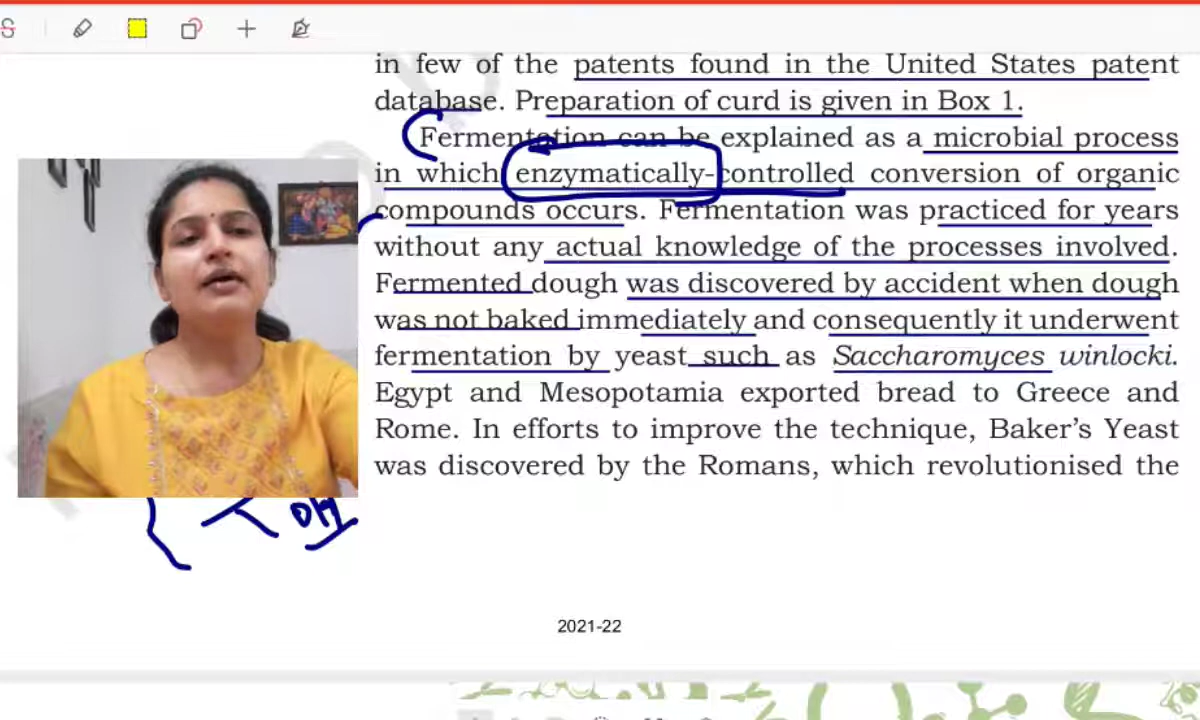 in few of the patents found in the United States patent
database. Preparation of curd is given in Box 1.
Fermentation can be explained as a microbial process
in which enzymatically-controlled conversion of organic
compounds occurs. Fermentation was practiced for years
without any actual knowledge of the processes involved.
Fermented dough was discovered by accident when dough
was not baked immediately and consequently it underwent
fermentation by yeast such as Saccharomyces winlocki.
Egypt and Mesopotamia exported bread to Greece and
Rome. In efforts to improve the technique, Baker's Yeast
was discovered by the Romans, which revolutionised the
2021-22